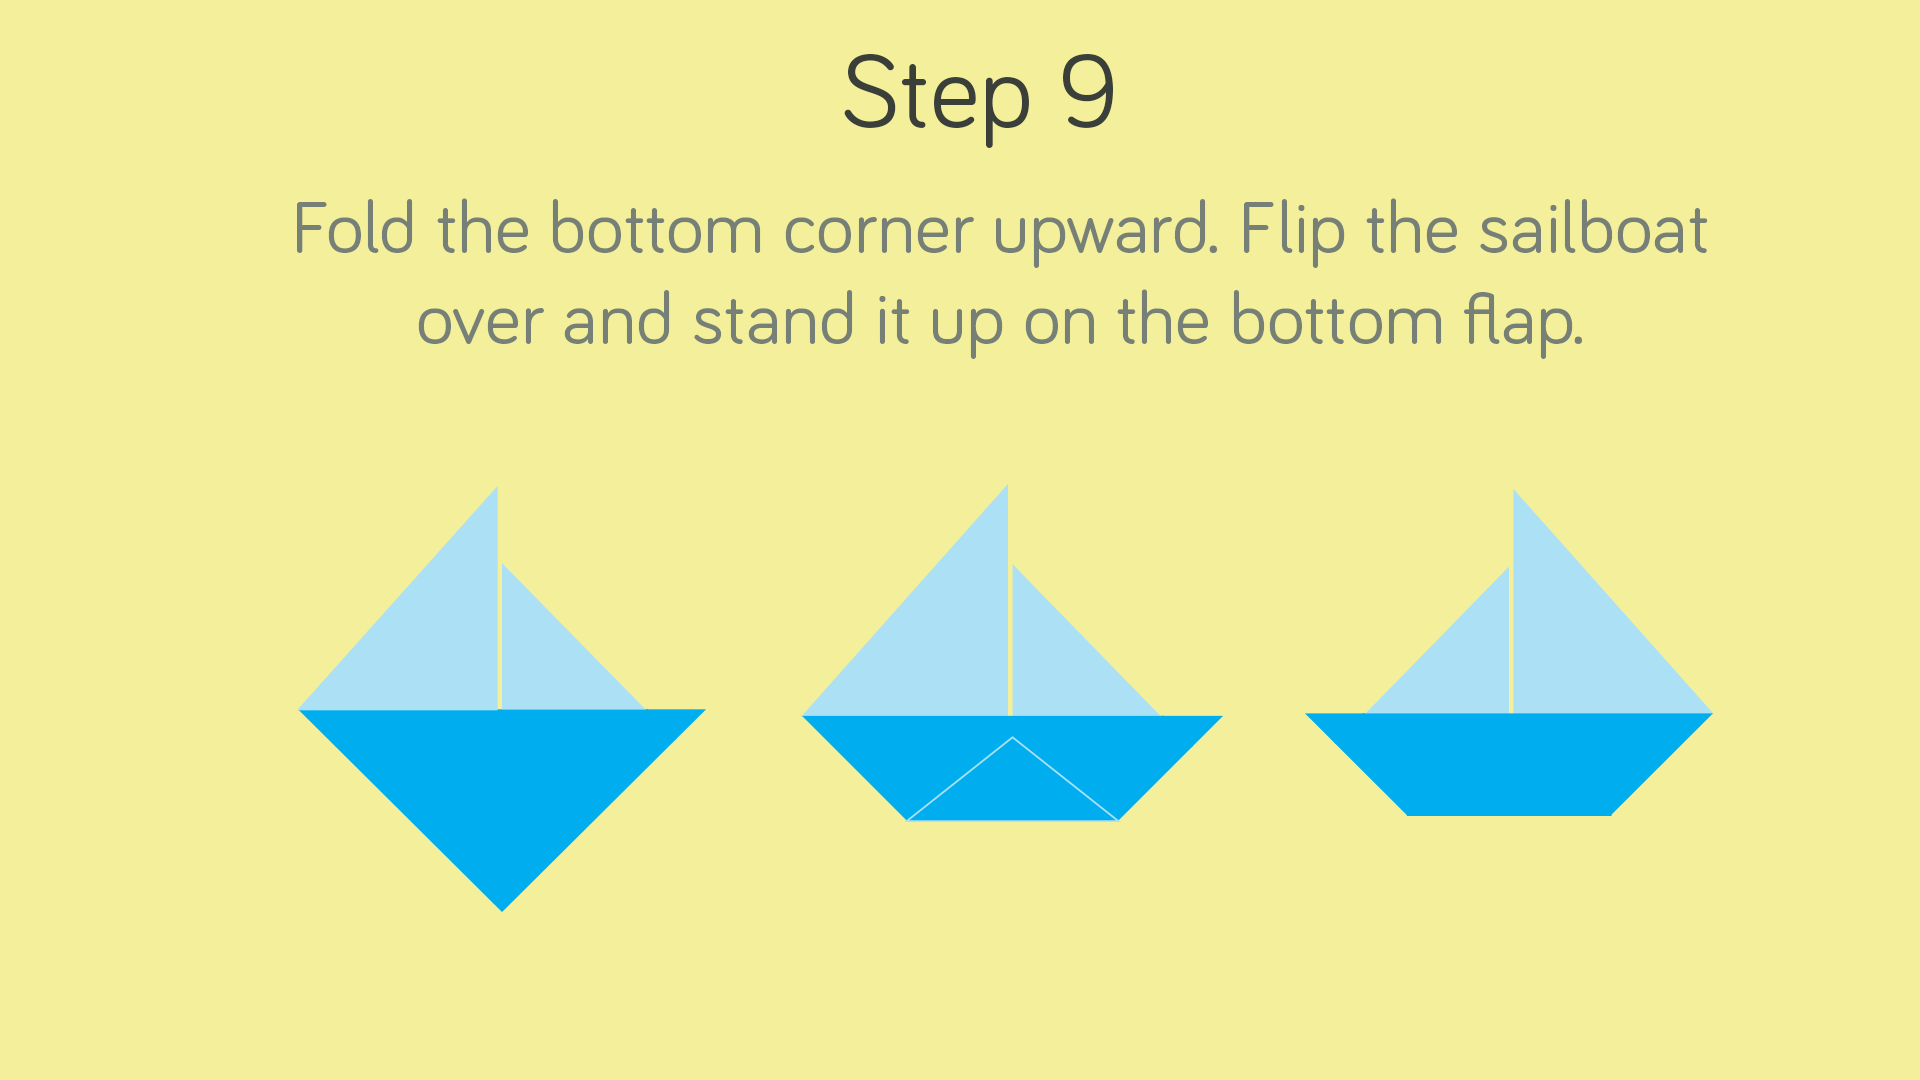 Step 9
Fold the bottom corner upward. Flip the sailboat
over and stand it up on the bottom flap.